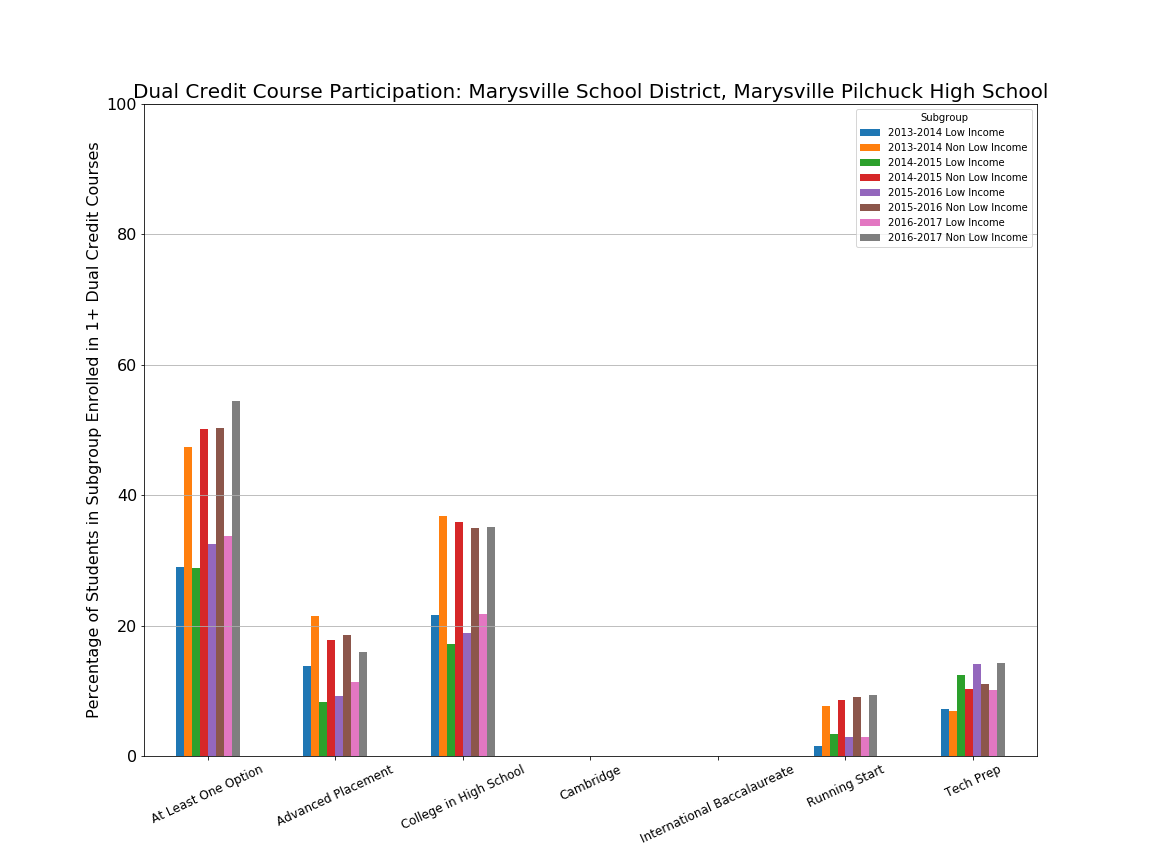 Dual Credit Course Participation: Marysville School District, Marysville Pilchuck High School
Percentage of Students in Subgroup Enrolled in 1+ Dual Credit Courses
100
80
60
40
20
0
Subgroup
2013-2014 Low Income
2013-2014 Non Low Income
2014-2015 Low Income
2014-2015 Non Low Income
2015-2016 Low Income
2015-2016 Non Low Income
2016-2017 Low Income
2016-2017 Non Low Income
At Least One Option
Advanced Placement
College in High School
Cambridge
International Baccalaureate
Running Start
Tech Prep